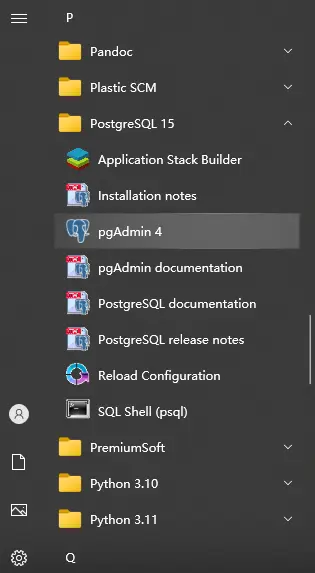 P
Pandoc
Plastic SCM
PostgreSQL 15
Application Stack Builder
Installation notes
pgAdmin 4
pgAdmin documentation
PostgreSQL documentation
PostgreSQL release notes
Reload Configuration
SQL Shell (psql)
PremiumSoft
Python 3.10
Python 3.11
Q